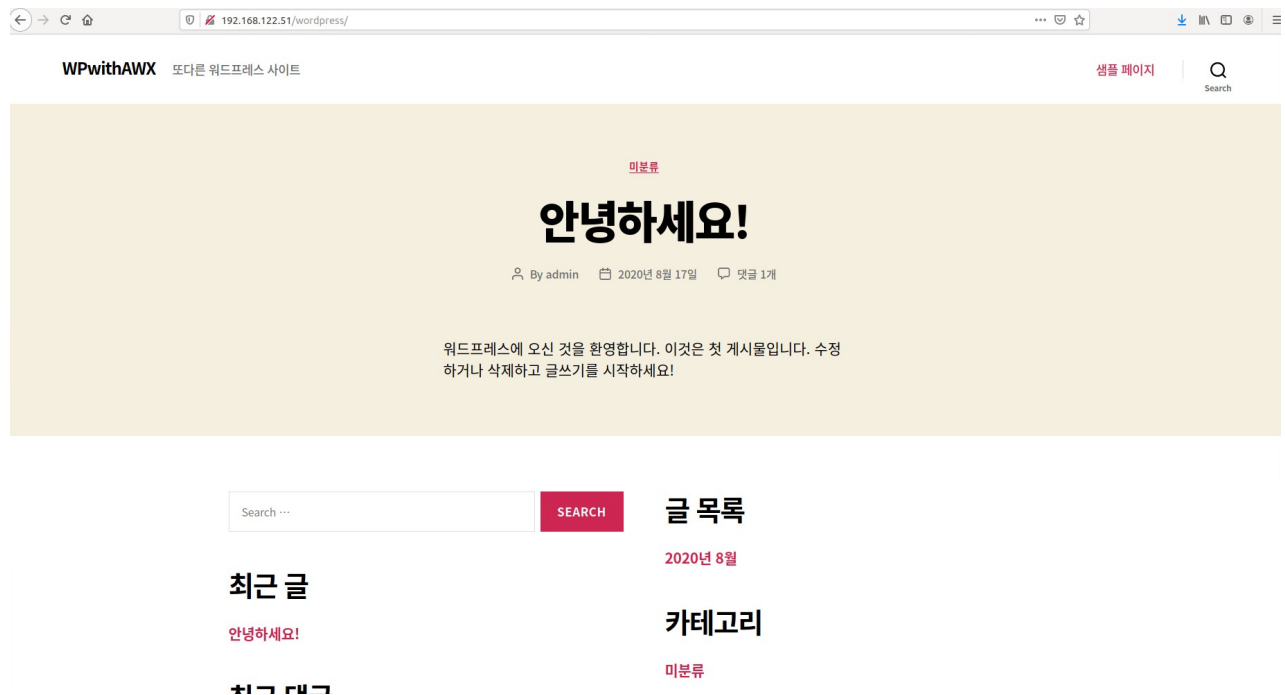 192.168.122.51/wordpress/
WPwithAWX 또다른 워드프레스 사이트
샘플 페이지
Search
미분류
안녕하세요!
By admin 2020년 8월 17일 댓글 1개
워드프레스에 오신 것을 환영합니다. 이것은 첫 게시물입니다. 수정
하거나 삭제하고 글쓰기를 시작하세요!
Search …
SEARCH
최근 글
안녕하세요!
글 목록
2020년 8월
카테고리
미분류